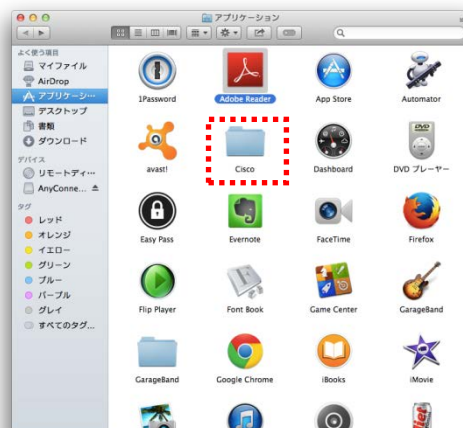 アプリケーション
よく使う項目
マイファイル
AirDrop
アプリケーシ…
デスクトップ
書類
ダウンロード
デバイス
リモートディ…
AnyConne...
タグ
レッド
オレンジ
イエロー
グリーン
ブルー
パープル
グレイ
すべてのタグ...
1Password
Adobe Reader
App Store
Automator
avast!
Cisco
Dashboard
DVD プレーヤー
Easy Pass
Evernote
FaceTime
Firefox
Flip Player
Font Book
Game Center
GarageBand
GarageBand
Google Chrome
iBooks
iMovie